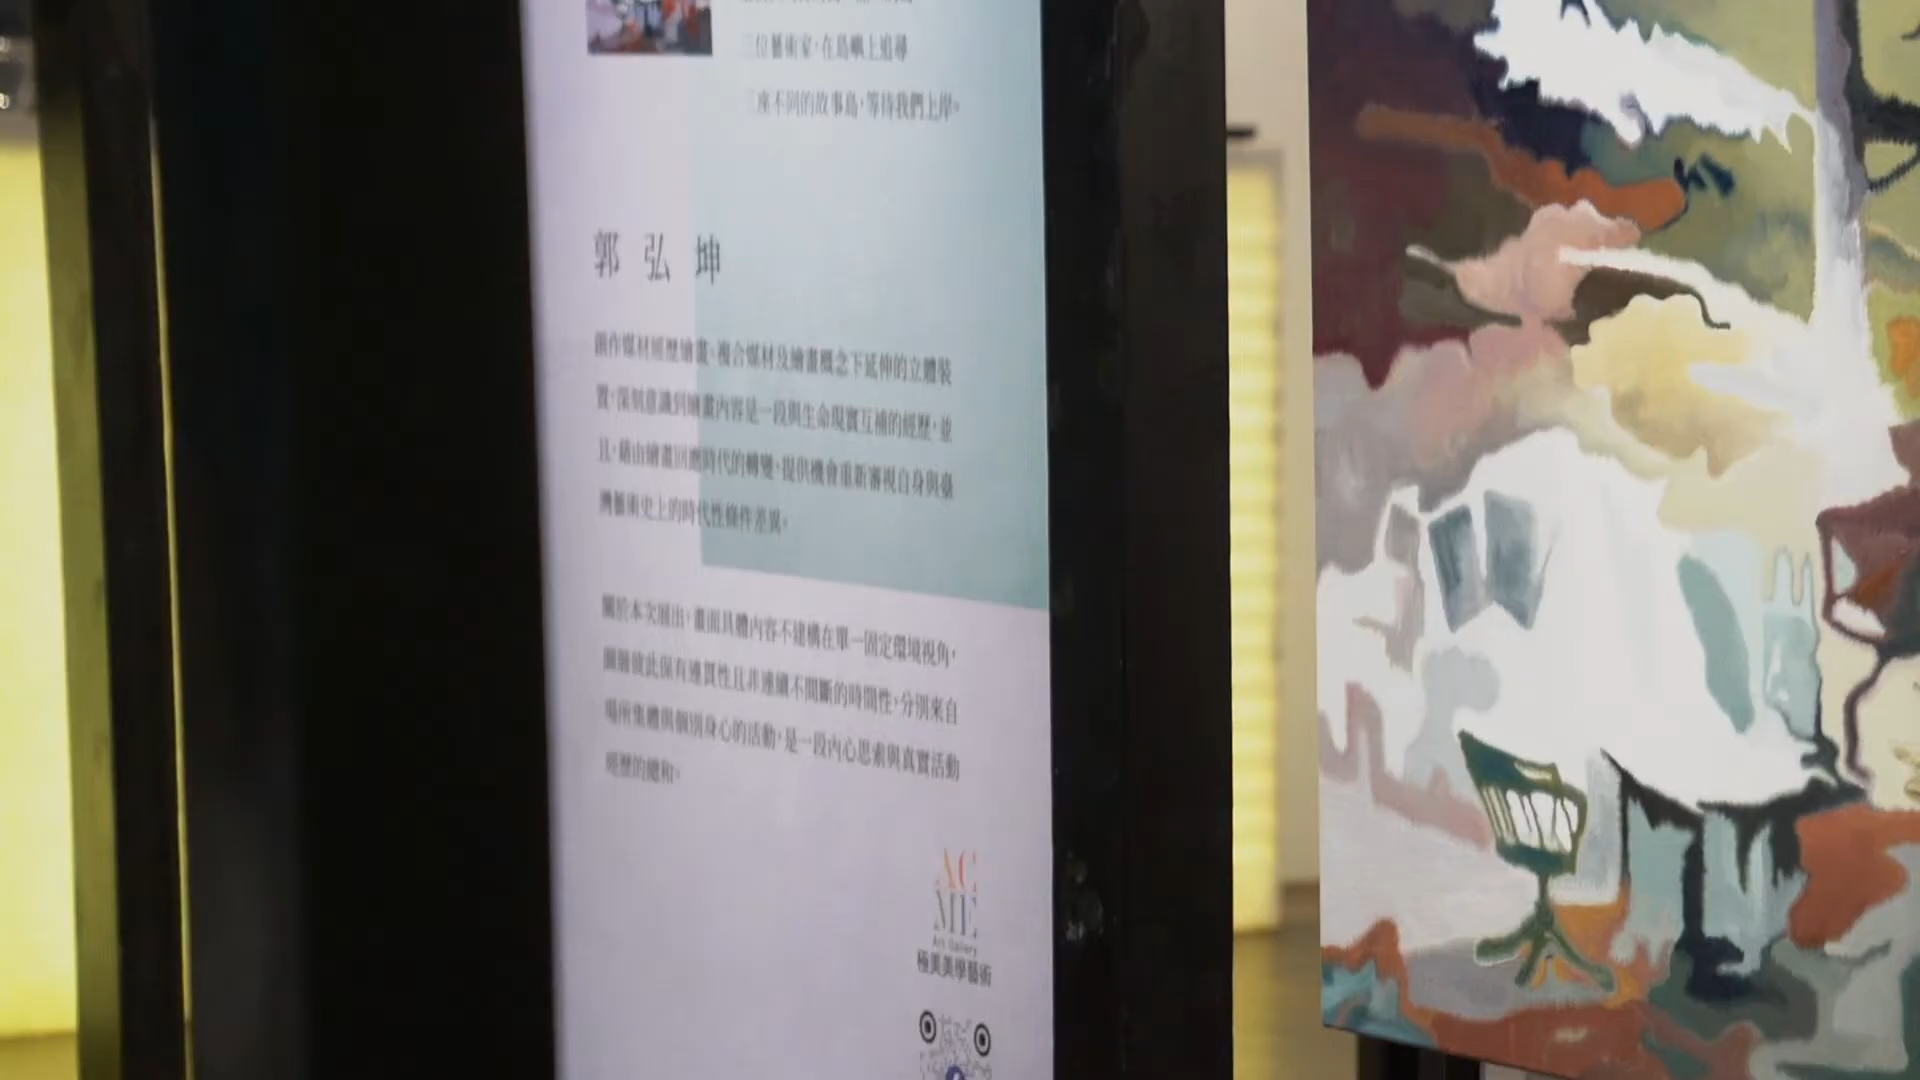 三位藝術家，在島嶼上追尋
三座不同的故事島，等待我們上岸。
郭弘坤
創作媒材經歷繪畫、複合媒材及繪畫概念下延伸的立體裝
置，深刻意識到繪畫內容是一段與生命現實互補的經歷，並
且，藉由繪畫回應時代的轉變，提供機會重新審視自身與臺
灣藝術史上的時代性條件差異。
關於本次展出，畫面具體內容不建構在單一固定環境視角，
圖層彼此保有連貫性且非連續不間斷的時間性，分別來自
場所集體與個別身心的活動，是一段內心思索與真實活動
經歷的總和。
AC
ME
Art Gallery
極美美學藝術